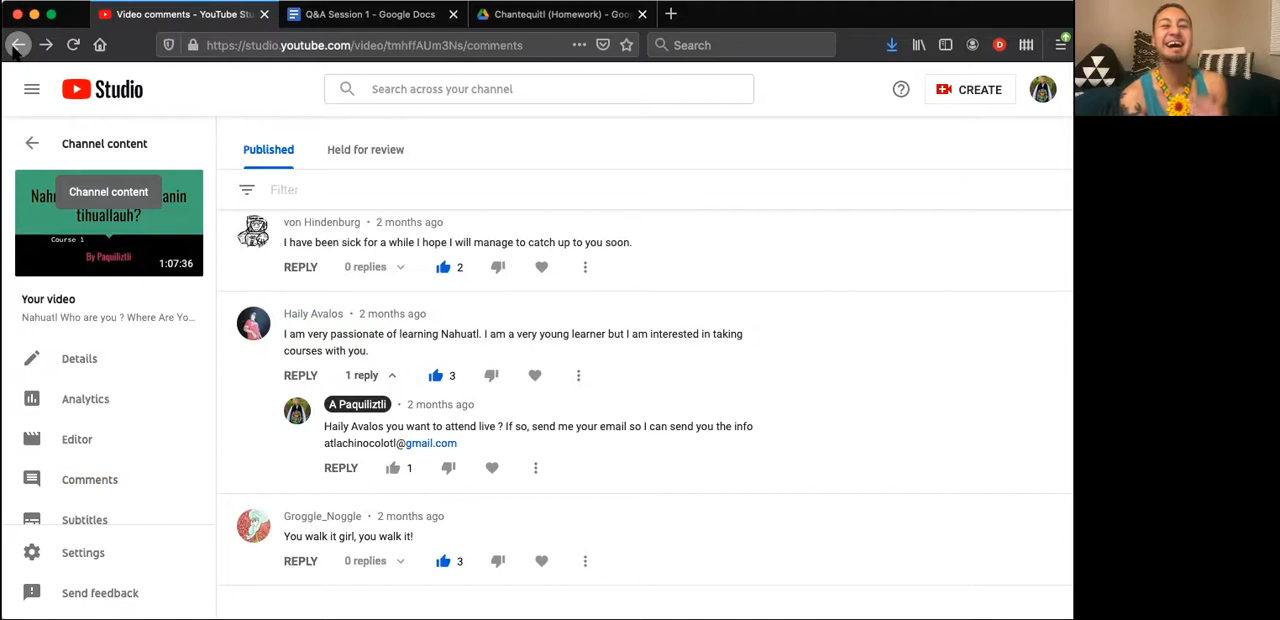 Video comments - YouTube Stu
Q&A Session 1 - Google Docs
Chantequitl (Homework) - Goo
https://studio.youtube.com/video/tmhffAUm3Ns/comments
Search
Studio
Search across your channel
CREATE
Channel content
Channel content
tihuallauh?
Course 1
By Paquiliztli
1:07:36
Your video
Nahuatl Who are you ? Where Are Yo...
Details
Analytics
Editor
Comments
Subtitles
Settings
Send feedback
Published
Held for review
Filter
von Hindenburg • 2 months ago
I have been sick for a while I hope I will manage to catch up to you soon.
REPLY 0 replies 2
Haily Avalos • 2 months ago
I am very passionate of learning Nahuatl. I am a very young learner but I am interested in taking
courses with you.
REPLY 1 reply 3
A Paquiliztli • 2 months ago
Haily Avalos you want to attend live ? If so, send me your email so I can send you the info
atlachinocolotl@gmail.com
REPLY 1
Groggle_Noggle • 2 months ago
You walk it girl, you walk it!
REPLY 0 replies 3